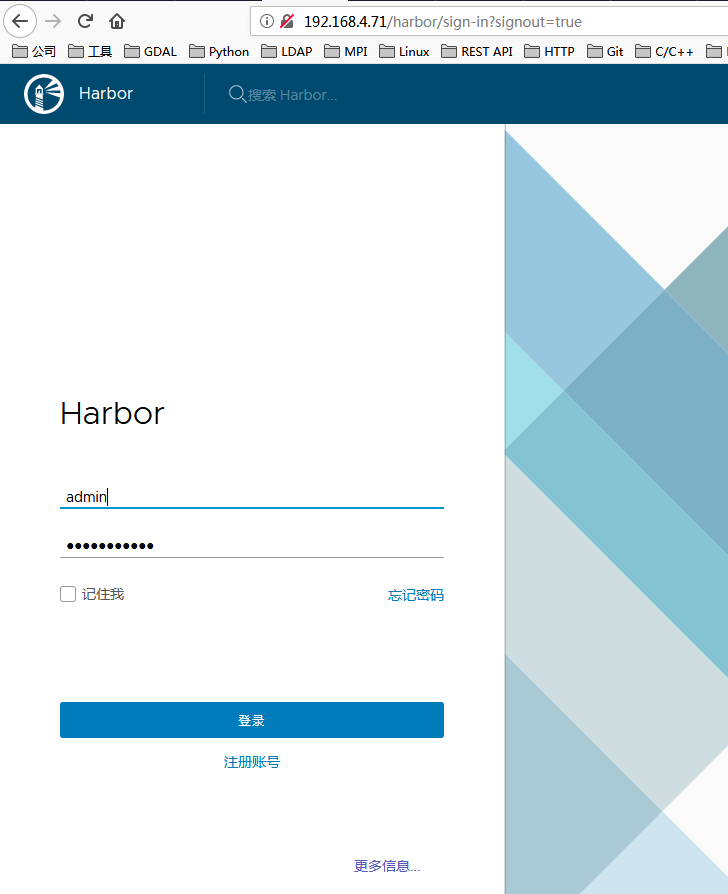 192.168.4.71/harbor/sign-in?signout=true
公司 工具 GDAL Python LDAP MPI Linux REST API HTTP Git C/C++
Harbor 搜索 Harbor...
Harbor
admin
记住我 忘记密码
登录
注册账号
更多信息...